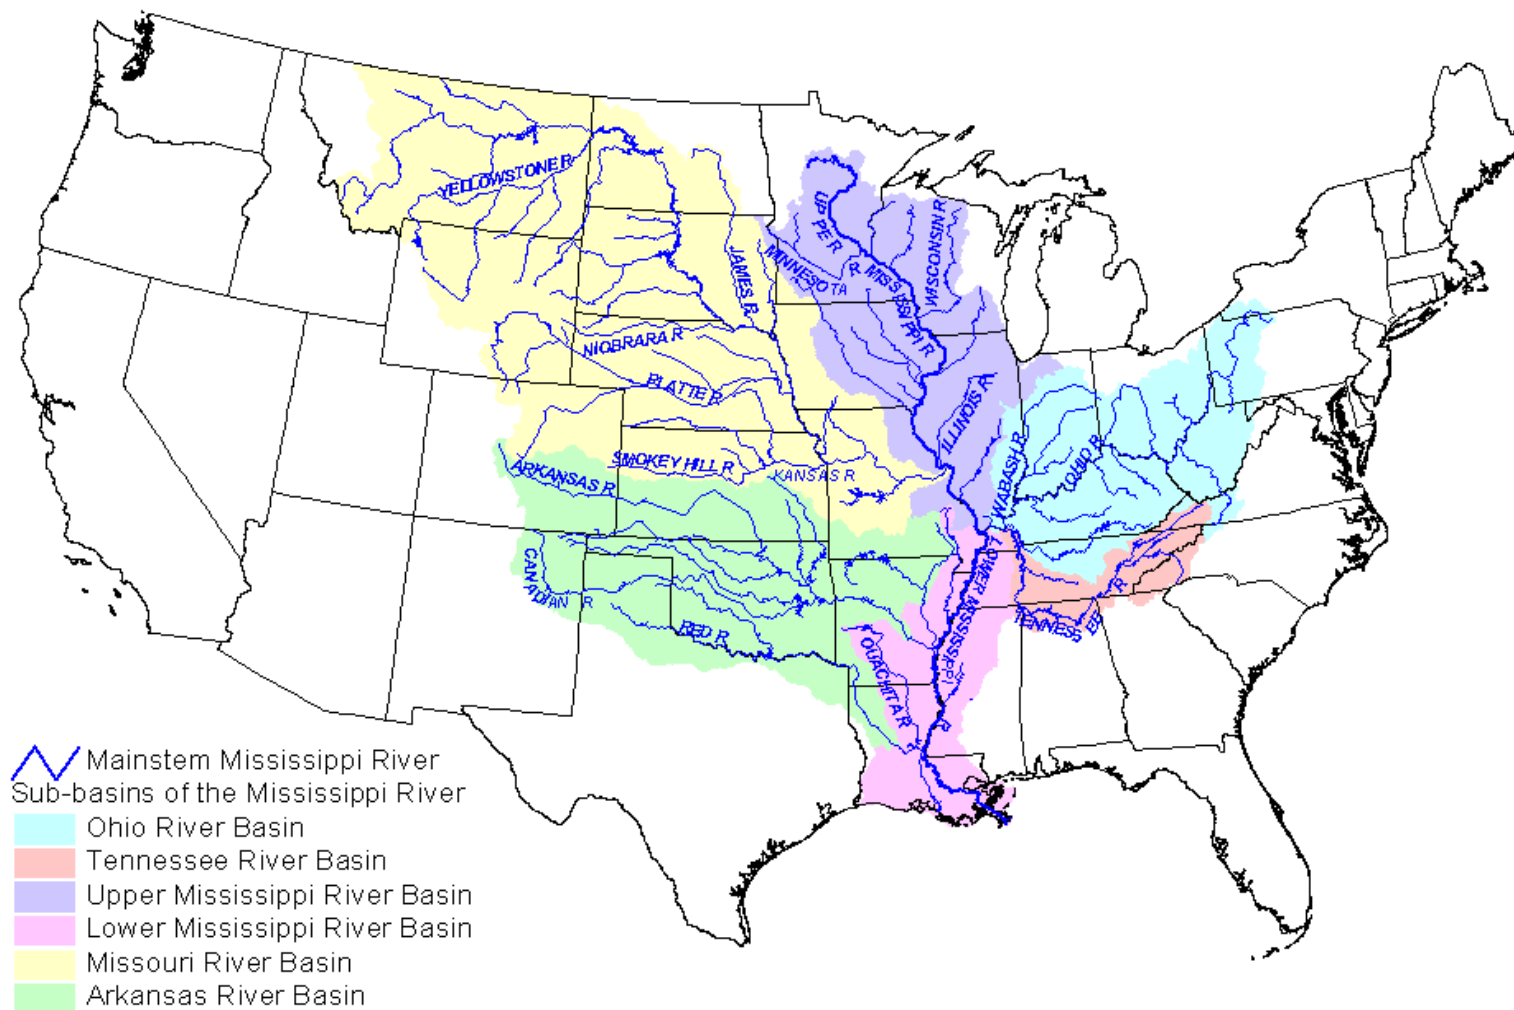 YELLOWSTONE R
UPPER
MISSISSIPPI R
WISCONSIN R
MINNESOTA R
JAMES R
NIOBRARA R
PLATTE R
ILLINOIS R
SMOKEY HILL R
KANSAS R
WABASH R
OHIO R
ARKANSAS R
CANADIAN R
RED R
OUACHITA R
LOWER MISSISSIPPI R
TENNESSEE R
Mainstem Mississippi River
Sub-basins of the Mississippi River
Ohio River Basin
Tennessee River Basin
Upper Mississippi River Basin
Lower Mississippi River Basin
Missouri River Basin
Arkansas River Basin